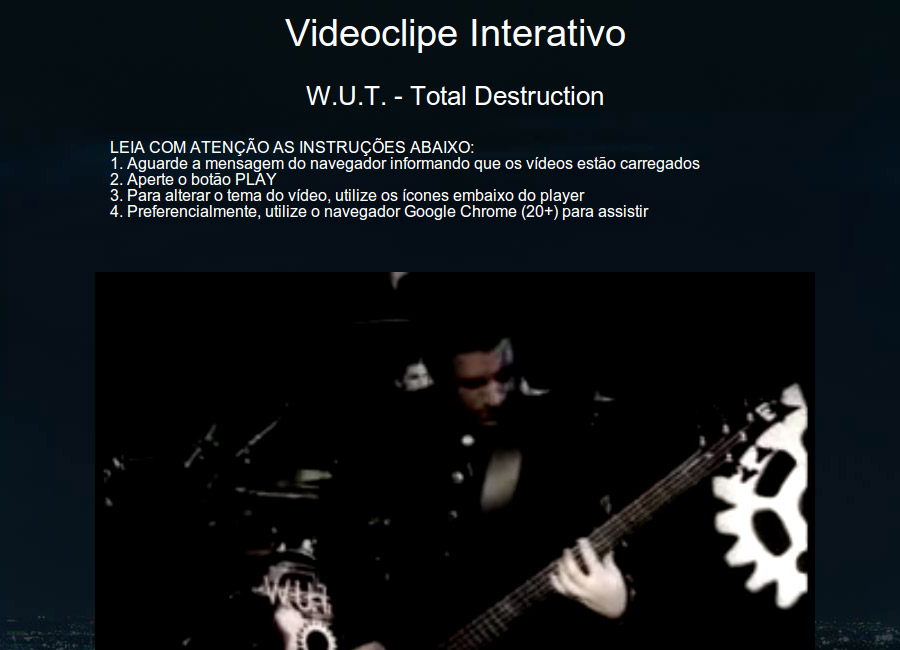 Videoclipe Interativo
W.U.T. - Total Destruction
LEIA COM ATENÇÃO AS INSTRUÇÕES ABAIXO:
1. Aguarde a mensagem do navegador informando que os vídeos estão carregados
2. Aperte o botão PLAY
3. Para alterar o tema do vídeo, utilize os ícones embaixo do player
4. Preferencialmente, utilize o navegador Google Chrome (20+) para assistir
W.U.T